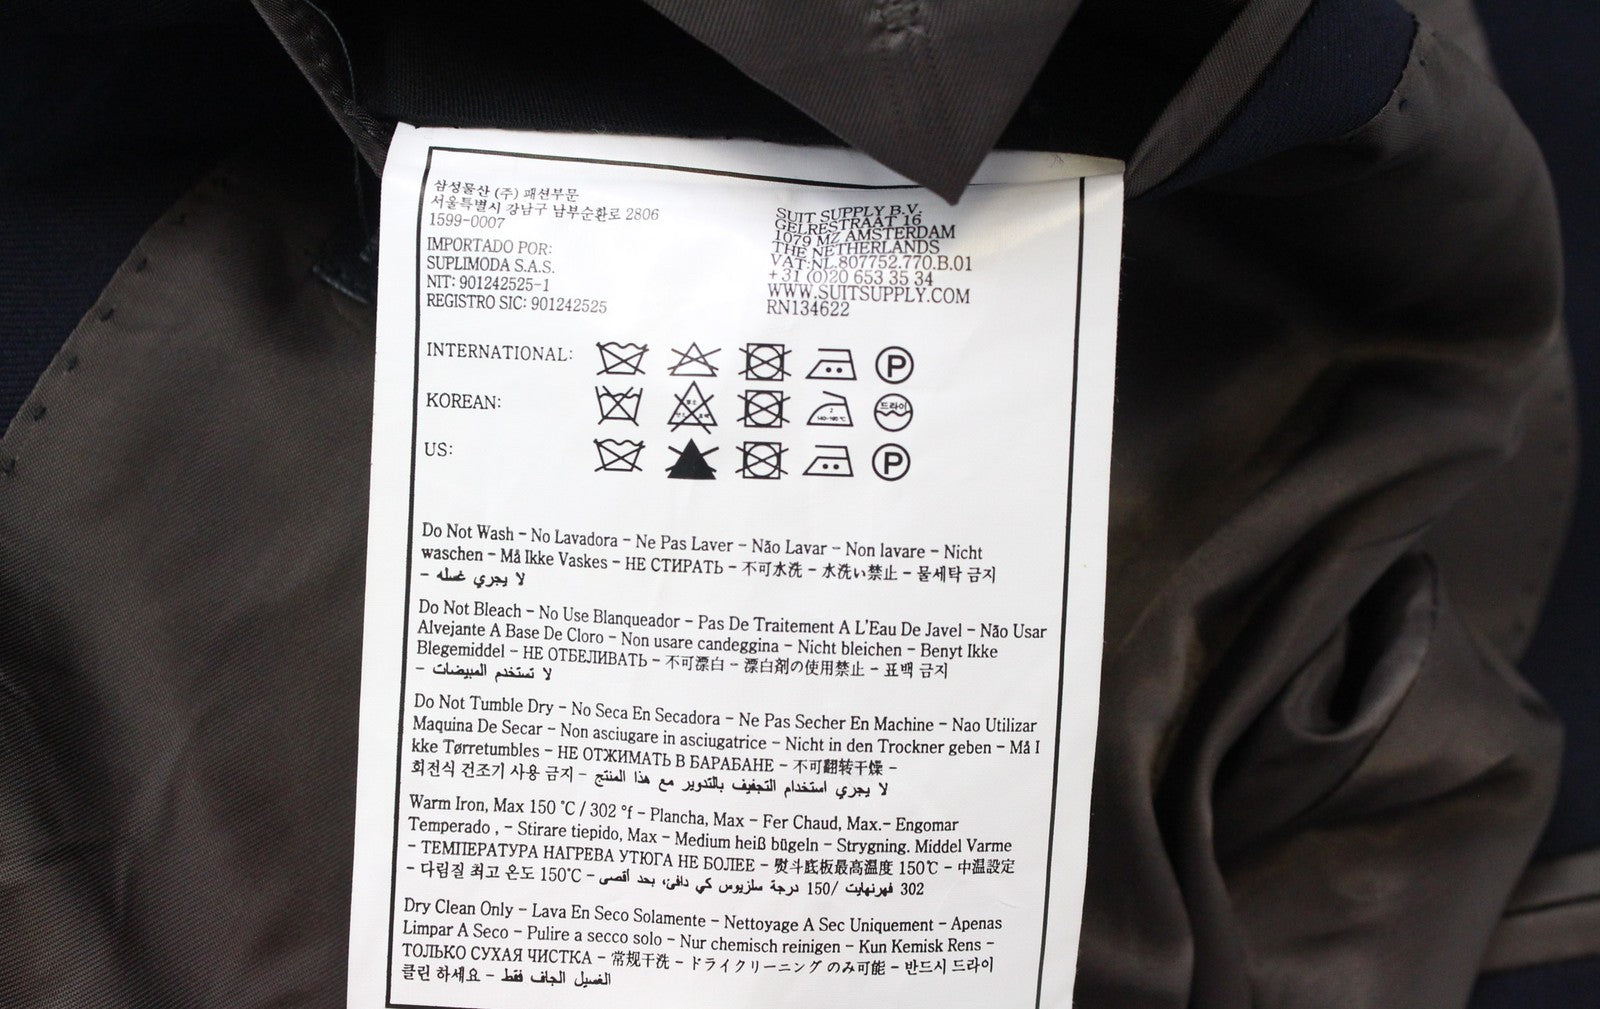 삼성물산 (주) 패션부문
서울특별시 강남구 남부순환로 2806
1599-0007
IMPORTADO POR:
SUPLIMODA S.A.S.
NIT: 901242525-1
REGISTRO SIC: 901242525
SUIT SUPPLY B.V.
GELRESTRAAT 16
1079 MZ AMSTERDAM
THE NETHERLANDS
VAT:NL.807752.770.B.01
+31 (0)20 653 35 34
WWW.SUITSUPPLY.COM
RN134622
INTERNATIONAL:
P
KOREAN:
드라이
US:
P
Do Not Wash - No Lavadora - Ne Pas Laver - Não Lavar - Non lavare - Nicht
waschen - Må Ikke Vaskes - НЕ СТИРАТЬ - 不可水洗 - 水洗い禁止 - 물세탁 금지
- لا يجري غسله
Do Not Bleach - No Use Blanqueador - Pas De Traitement A L'Eau De Javel - Não Usar
Alvejante A Base De Cloro - Non usare candeggina - Nicht bleichen - Benyt Ikke
Blegemiddel - НЕ ОТБЕЛИВАТЬ - 不可漂白 - 漂白剤の使用禁止 - 표백 금지
- لا تستخدم المبيضات
Do Not Tumble Dry - No Seca En Secadora - Ne Pas Secher En Machine - Nao Utilizar
Maquina De Secar - Non asciugare in asciugatrice - Nicht in den Trockner geben - Må I
kke Tørretumbles - НЕ ОТЖИМАТЬ В БАРАБАНЕ - 不可翻转干燥 -
회전식 건조기 사용 금지 - لا يجري استخدام التجفيف بالتدوير مع هذا المنتج
Warm Iron, Max 150 °C / 302 °f - Plancha, Max - Fer Chaud, Max.- Engomar
Temperado , - Stirare tiepido, Max - Medium heiß bügeln - Strygning. Middel Varme
- ТЕМПЕРАТУРА НАГРЕВА УТЮГА НЕ БОЛЕЕ - 熨斗底板最高温度 150℃ - 中温設定
- 다림질 최고 온도 150℃ - 302 فهرنهايت /150 درجة سلزيوس كي دافئ، بحد أقصى
Dry Clean Only - Lava En Seco Solamente - Nettoyage A Sec Uniquement - Apenas
Limpar A Seco - Pulire a secco solo - Nur chemisch reinigen - Kun Kemisk Rens -
ТОЛЬКО СУХАЯ ЧИСТКА - 常规干洗 - ドライクリーニング のみ可能 - 반드시 드라이
클린 하세요 - الغسيل الجاف فقط